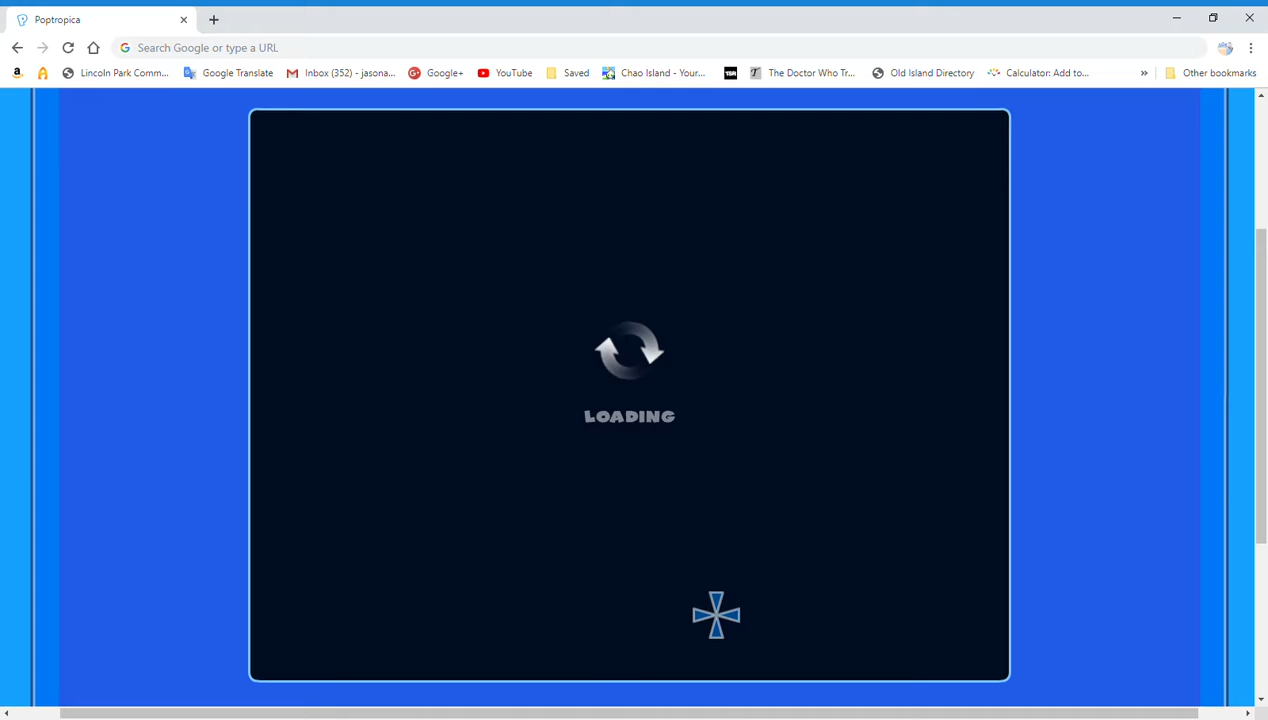 Poptropica
Search Google or type a URL
Lincoln Park Comm... Google Translate Inbox (352) - jasona... Google+ YouTube Saved Chao Island - Your... TSR The Doctor Who Tr... Old Island Directory Calculator: Add to... » Other bookmarks
LOADING